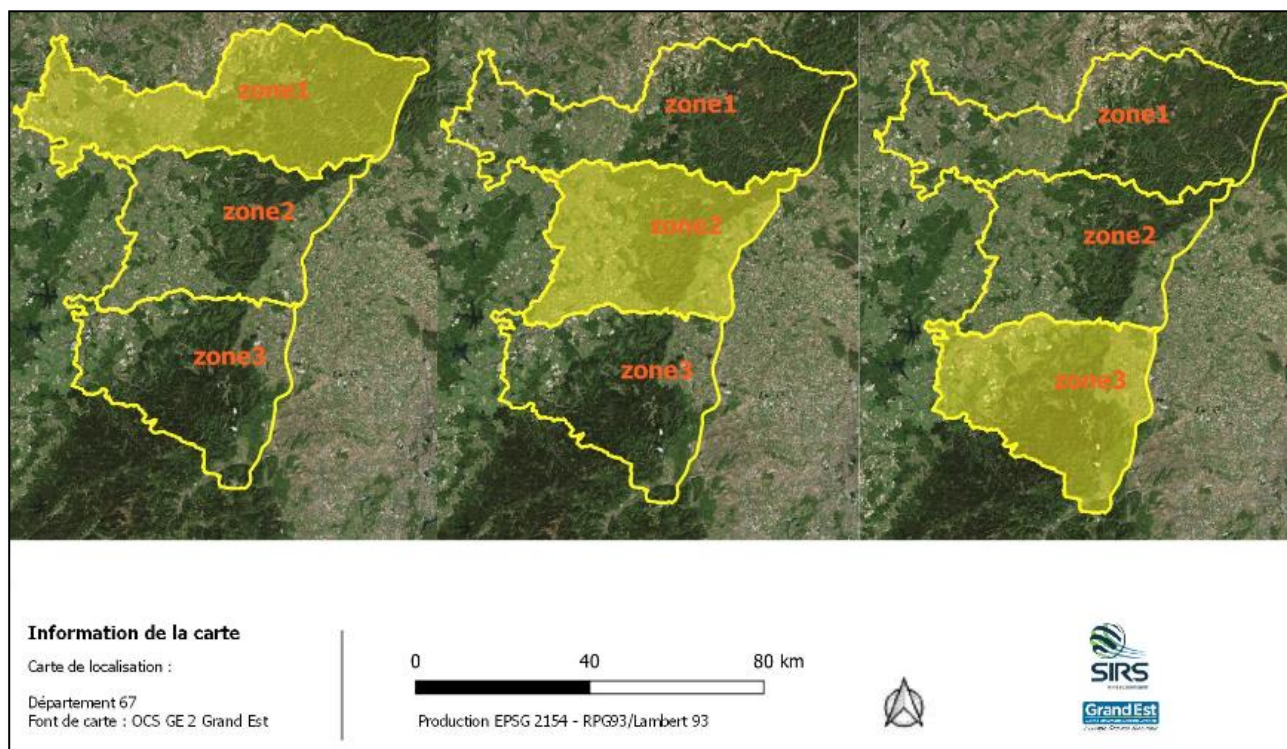 zone1
zone2
zone3
zone1
zone2
zone3
zone1
zone2
zone3
Information de la carte
Carte de localisation :
Département 67
Font de carte : OCS GE 2 Grand Est
0 40 80 km
Production EPSG 2154 - RPG93/Lambert 93
SIRS
Grand Est